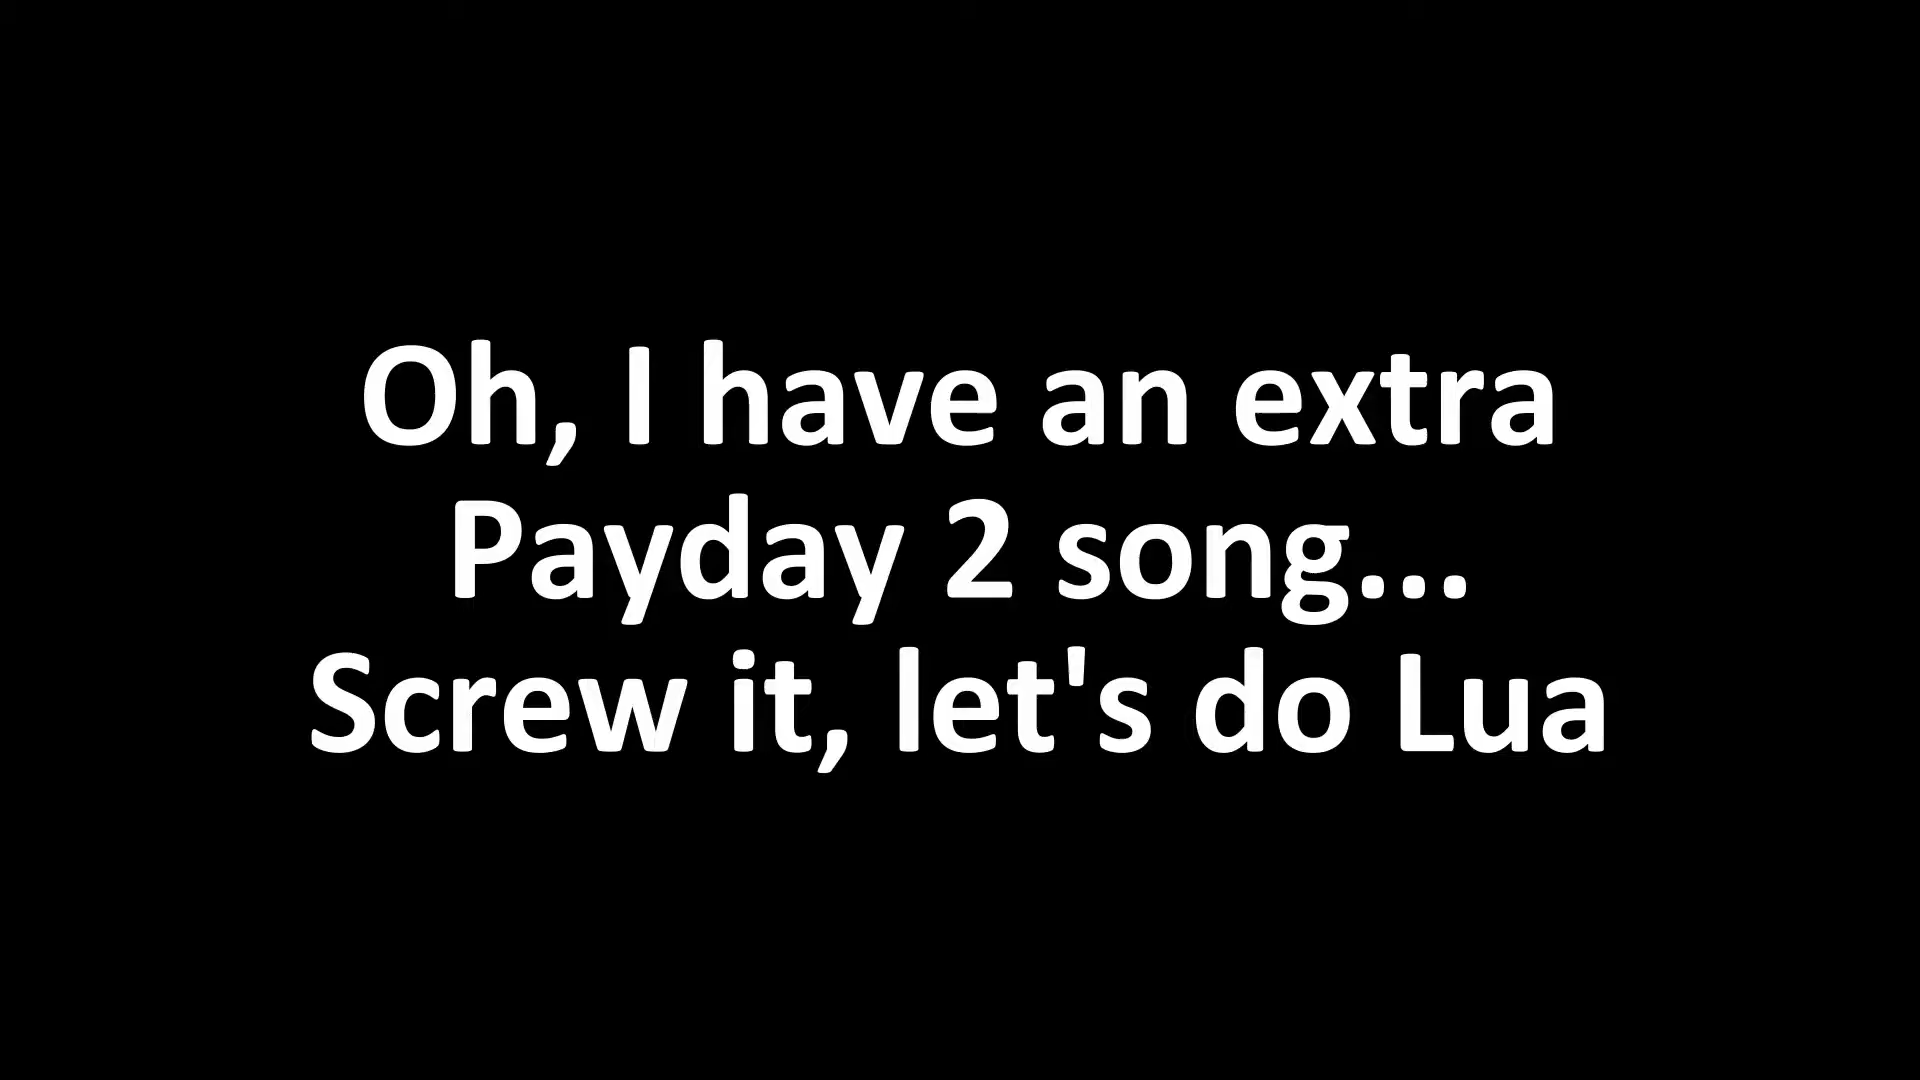 Oh, I have an extra
Payday 2 song...
Screw it, let's do Lua